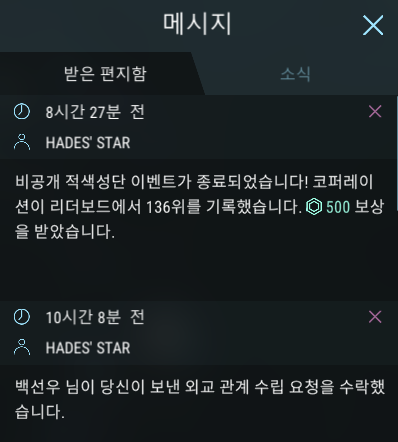 메시지
받은 편지함
소식
8시간 27분 전
HADES' STAR
비공개 적색성단 이벤트가 종료되었습니다! 코퍼레이
션이 리더보드에서 136위를 기록했습니다. 500 보상
을 받았습니다.
10시간 8분 전
HADES' STAR
백선우 님이 당신이 보낸 외교 관계 수립 요청을 수락했
습니다.